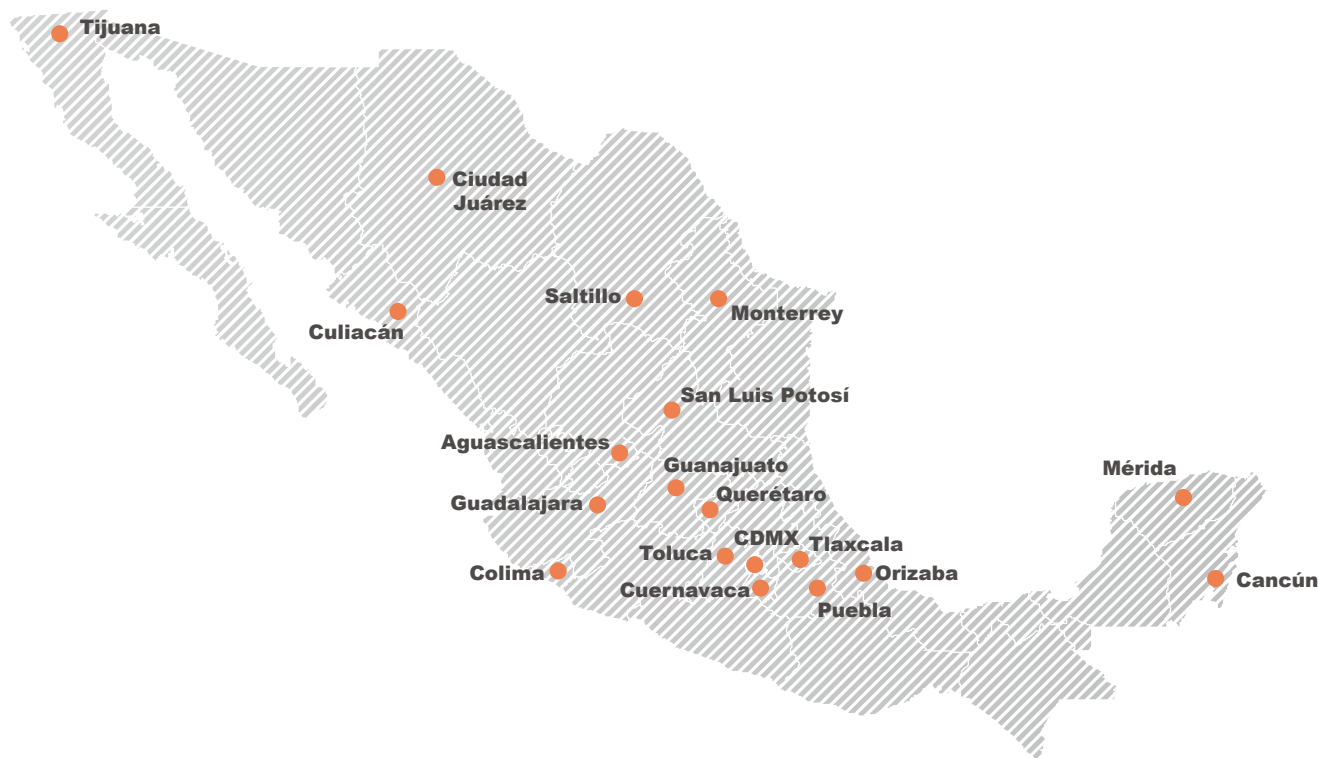 Tijuana
Ciudad
Juárez
Saltillo
Monterrey
Culiacán
San Luis Potosí
Aguascalientes
Guanajuato
Mérida
Querétaro
Guadalajara
CDMX
Tlaxcala
Toluca
Colima
Orizaba
Cancún
Cuernavaca
Puebla